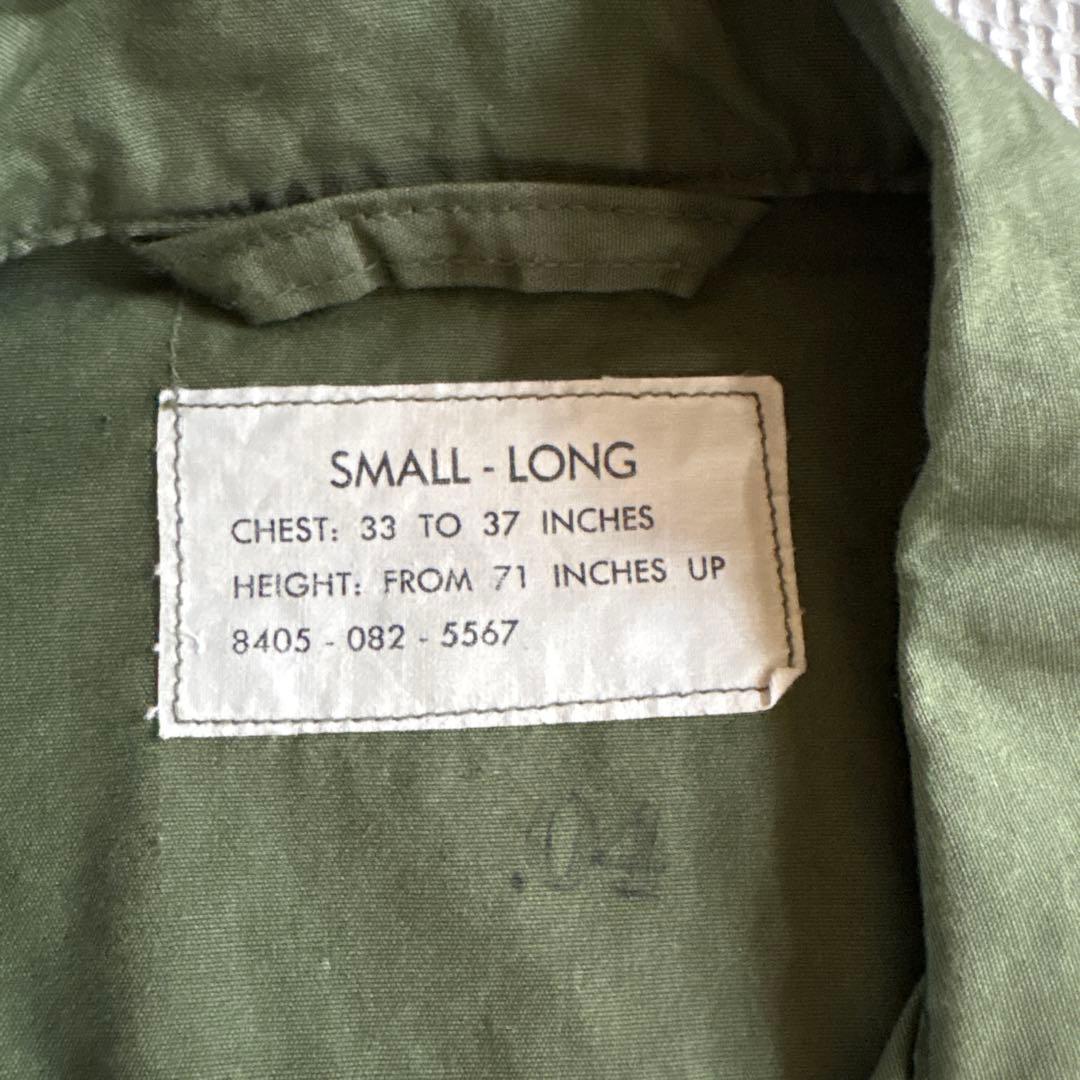 SMALL - LONG
CHEST: 33 TO 37 INCHES
HEIGHT: FROM 71 INCHES UP
8405 - 082 - 5567